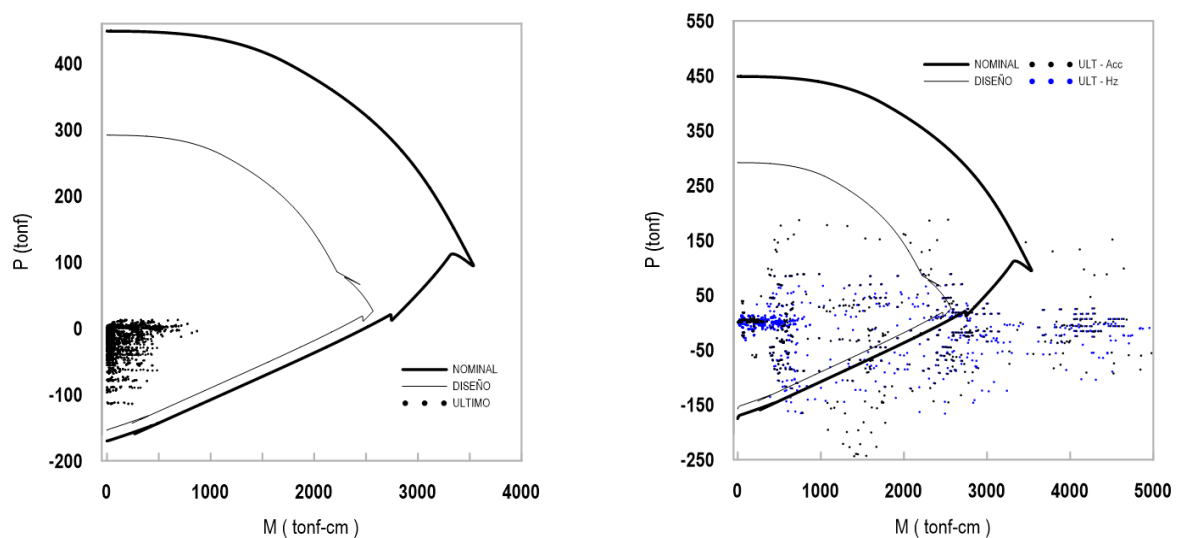 400
300
200
100
0
-100
-200
P (tonf)
0 1000 2000 3000 4000
M ( tonf-cm )
NOMINAL
DISEÑO
ULTIMO
550
450
350
250
150
50
-50
-150
-250
P (tonf)
0 1000 2000 3000 4000 5000
M ( tonf-cm )
NOMINAL ULT - Acc
DISEÑO ULT - Hz